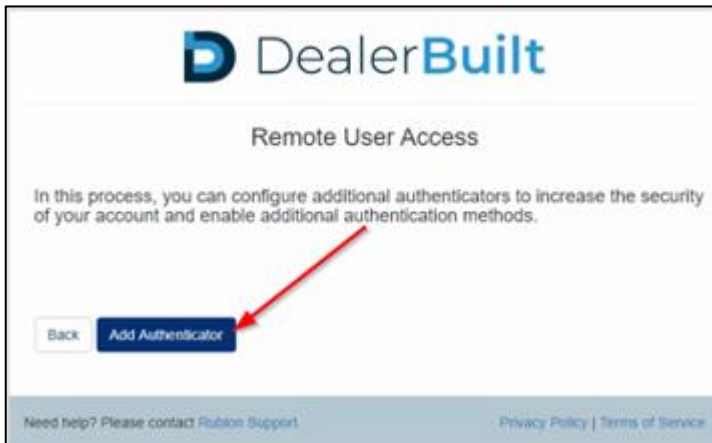 DealerBuilt
Remote User Access
In this process, you can configure additional authenticators to increase the security
of your account and enable additional authentication methods.
Back Add Authenticator
Need help? Please contact Rublon Support Privacy Policy | Terms of Service